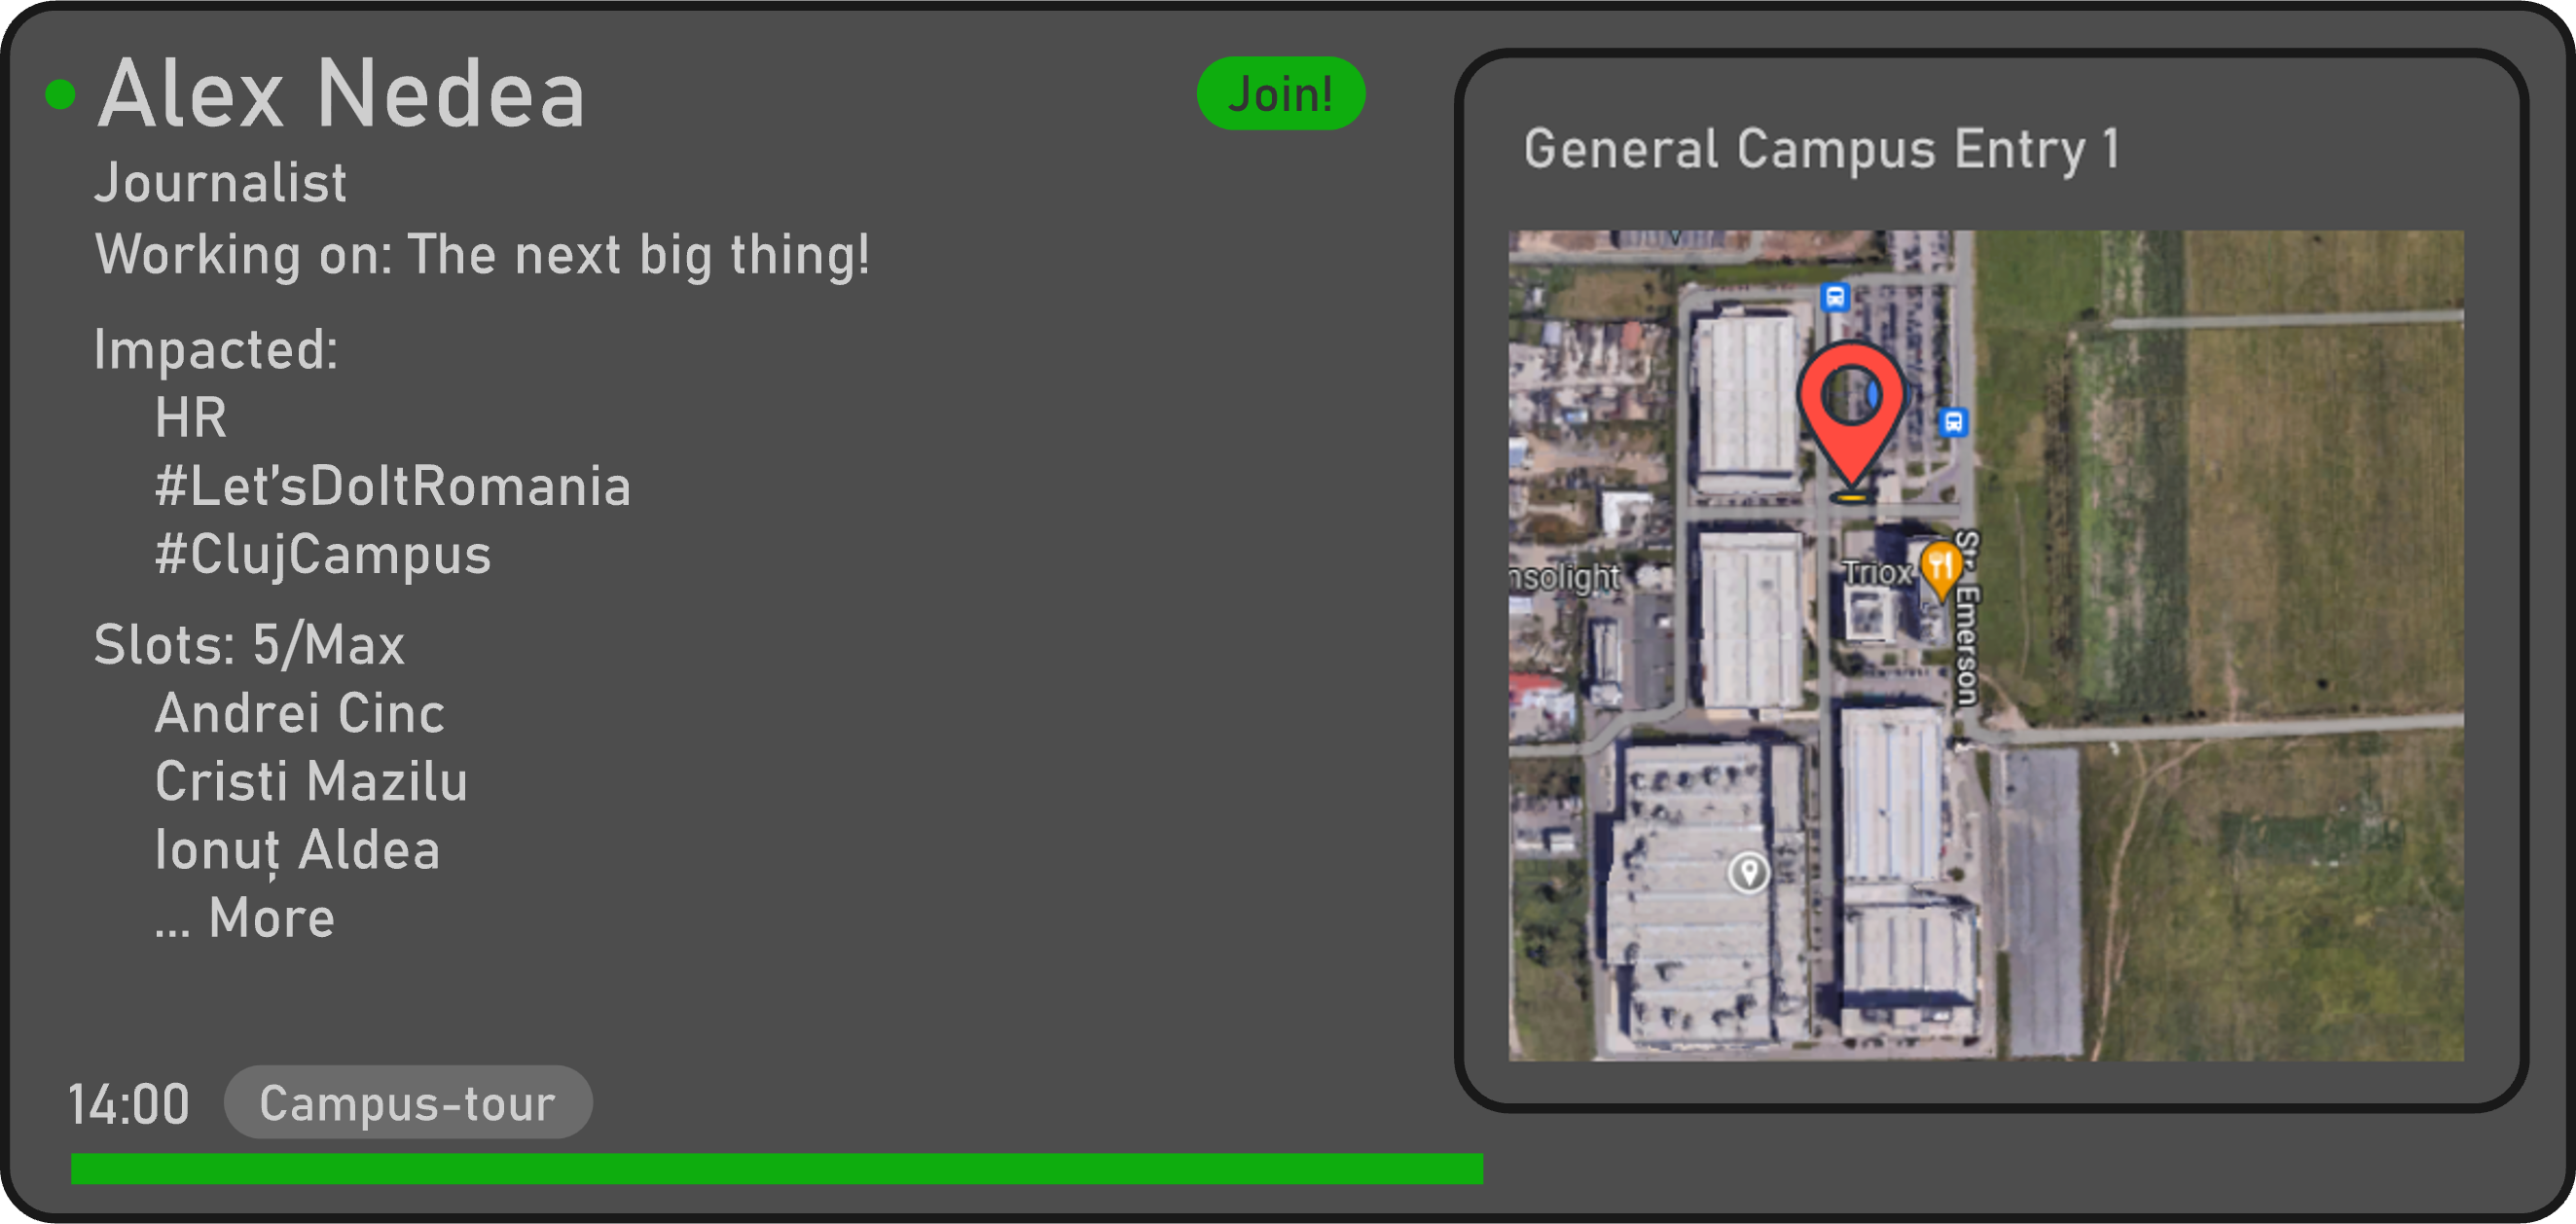 Alex Nedea
Join!
Journalist
Working on: The next big thing!
Impacted:
HR
#Let'sDoItRomania
#ClujCampus
Slots: 5/Max
Andrei Cinc
Cristi Mazilu
Ionuț Aldea
... More
14:00
Campus-tour
General Campus Entry 1
nsolight
Triox
Str. Emerson